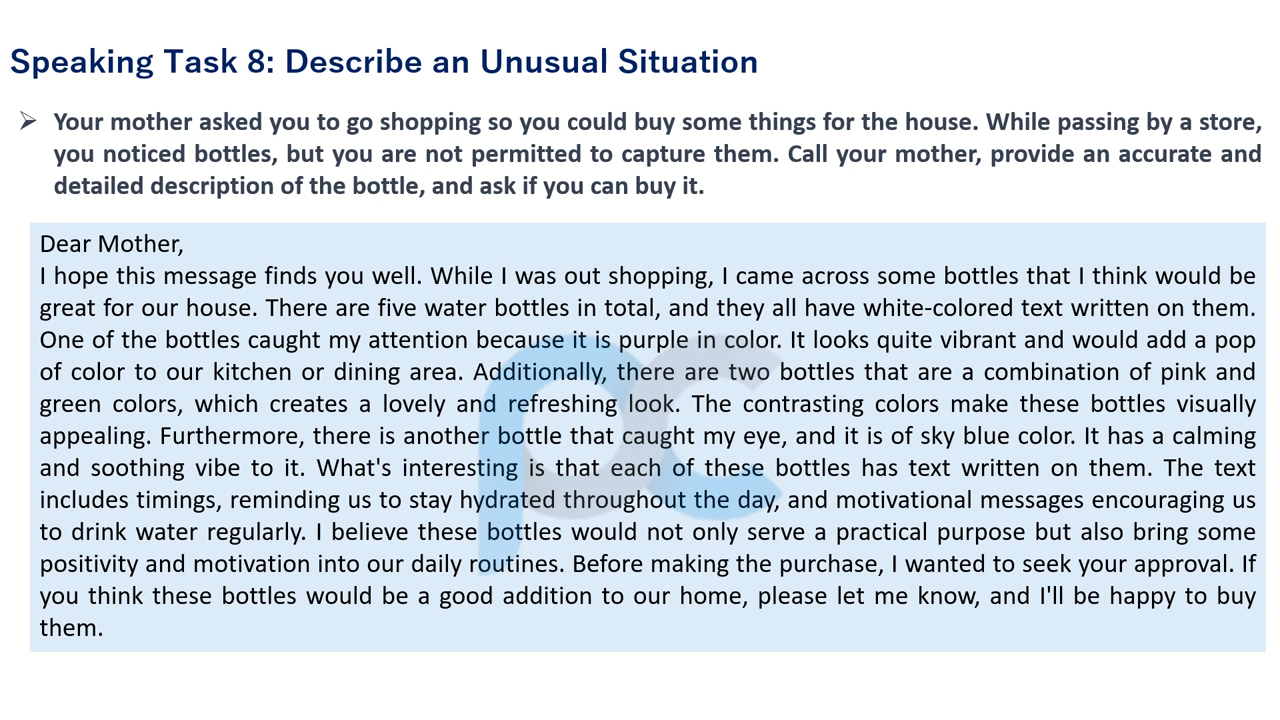 Speaking Task 8: Describe an Unusual Situation
➢ Your mother asked you to go shopping so you could buy some things for the house. While passing by a store,
you noticed bottles, but you are not permitted to capture them. Call your mother, provide an accurate and
detailed description of the bottle, and ask if you can buy it.
Dear Mother,
I hope this message finds you well. While I was out shopping, I came across some bottles that I think would be
great for our house. There are five water bottles in total, and they all have white-colored text written on them.
One of the bottles caught my attention because it is purple in color. It looks quite vibrant and would add a pop
of color to our kitchen or dining area. Additionally, there are two bottles that are a combination of pink and
green colors, which creates a lovely and refreshing look. The contrasting colors make these bottles visually
appealing. Furthermore, there is another bottle that caught my eye, and it is of sky blue color. It has a calming
and soothing vibe to it. What's interesting is that each of these bottles has text written on them. The text
includes timings, reminding us to stay hydrated throughout the day, and motivational messages encouraging us
to drink water regularly. I believe these bottles would not only serve a practical purpose but also bring some
positivity and motivation into our daily routines. Before making the purchase, I wanted to seek your approval. If
you think these bottles would be a good addition to our home, please let me know, and I'll be happy to buy
them.
pc